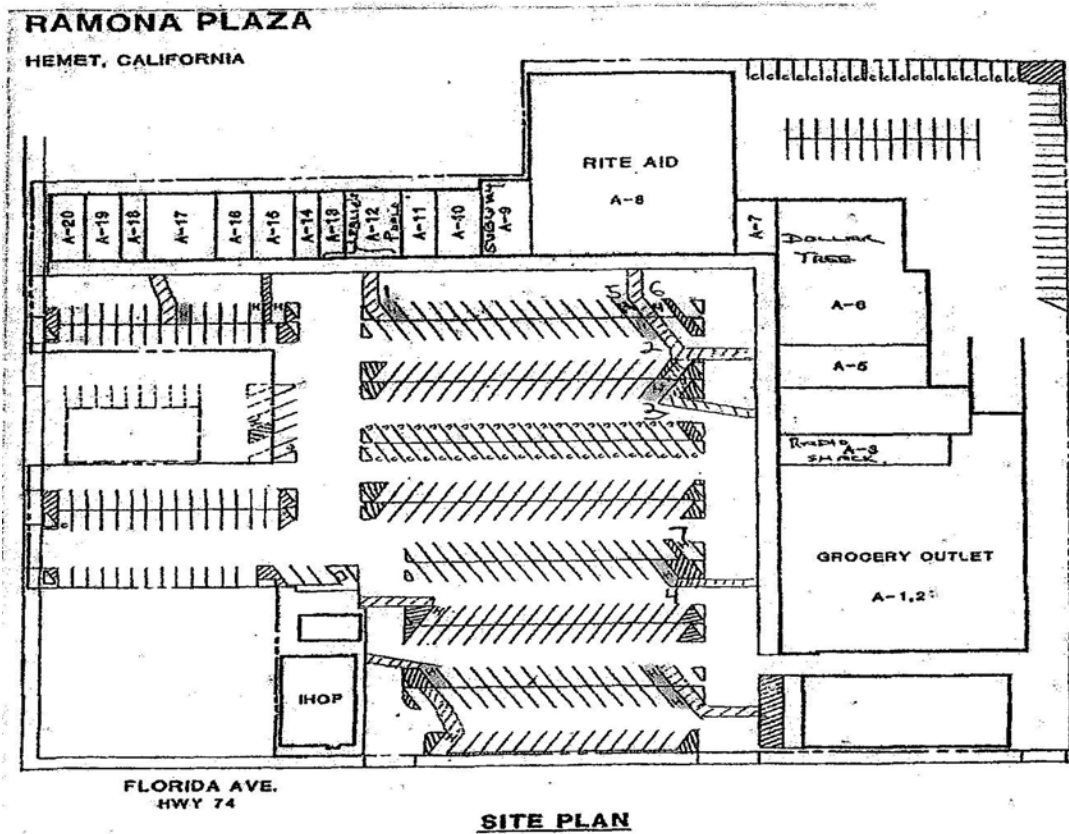 RAMONA PLAZA
HEMET, CALIFORNIA
RITE AID
A-8
A-20
A-19
A-18
A-17
A-16
A-15
A-14
A-13
A-12
A-11
A-10
SUBWAY
A-9
A-7
DOLLAR
TREE
A-6
A-5
RADIO
SHACK
A-3
GROCERY OUTLET
A-1,2
5
6
H
H H
2
H
3
7
4
H
H
IHOP
FLORIDA AVE.
HWY 74
SITE PLAN